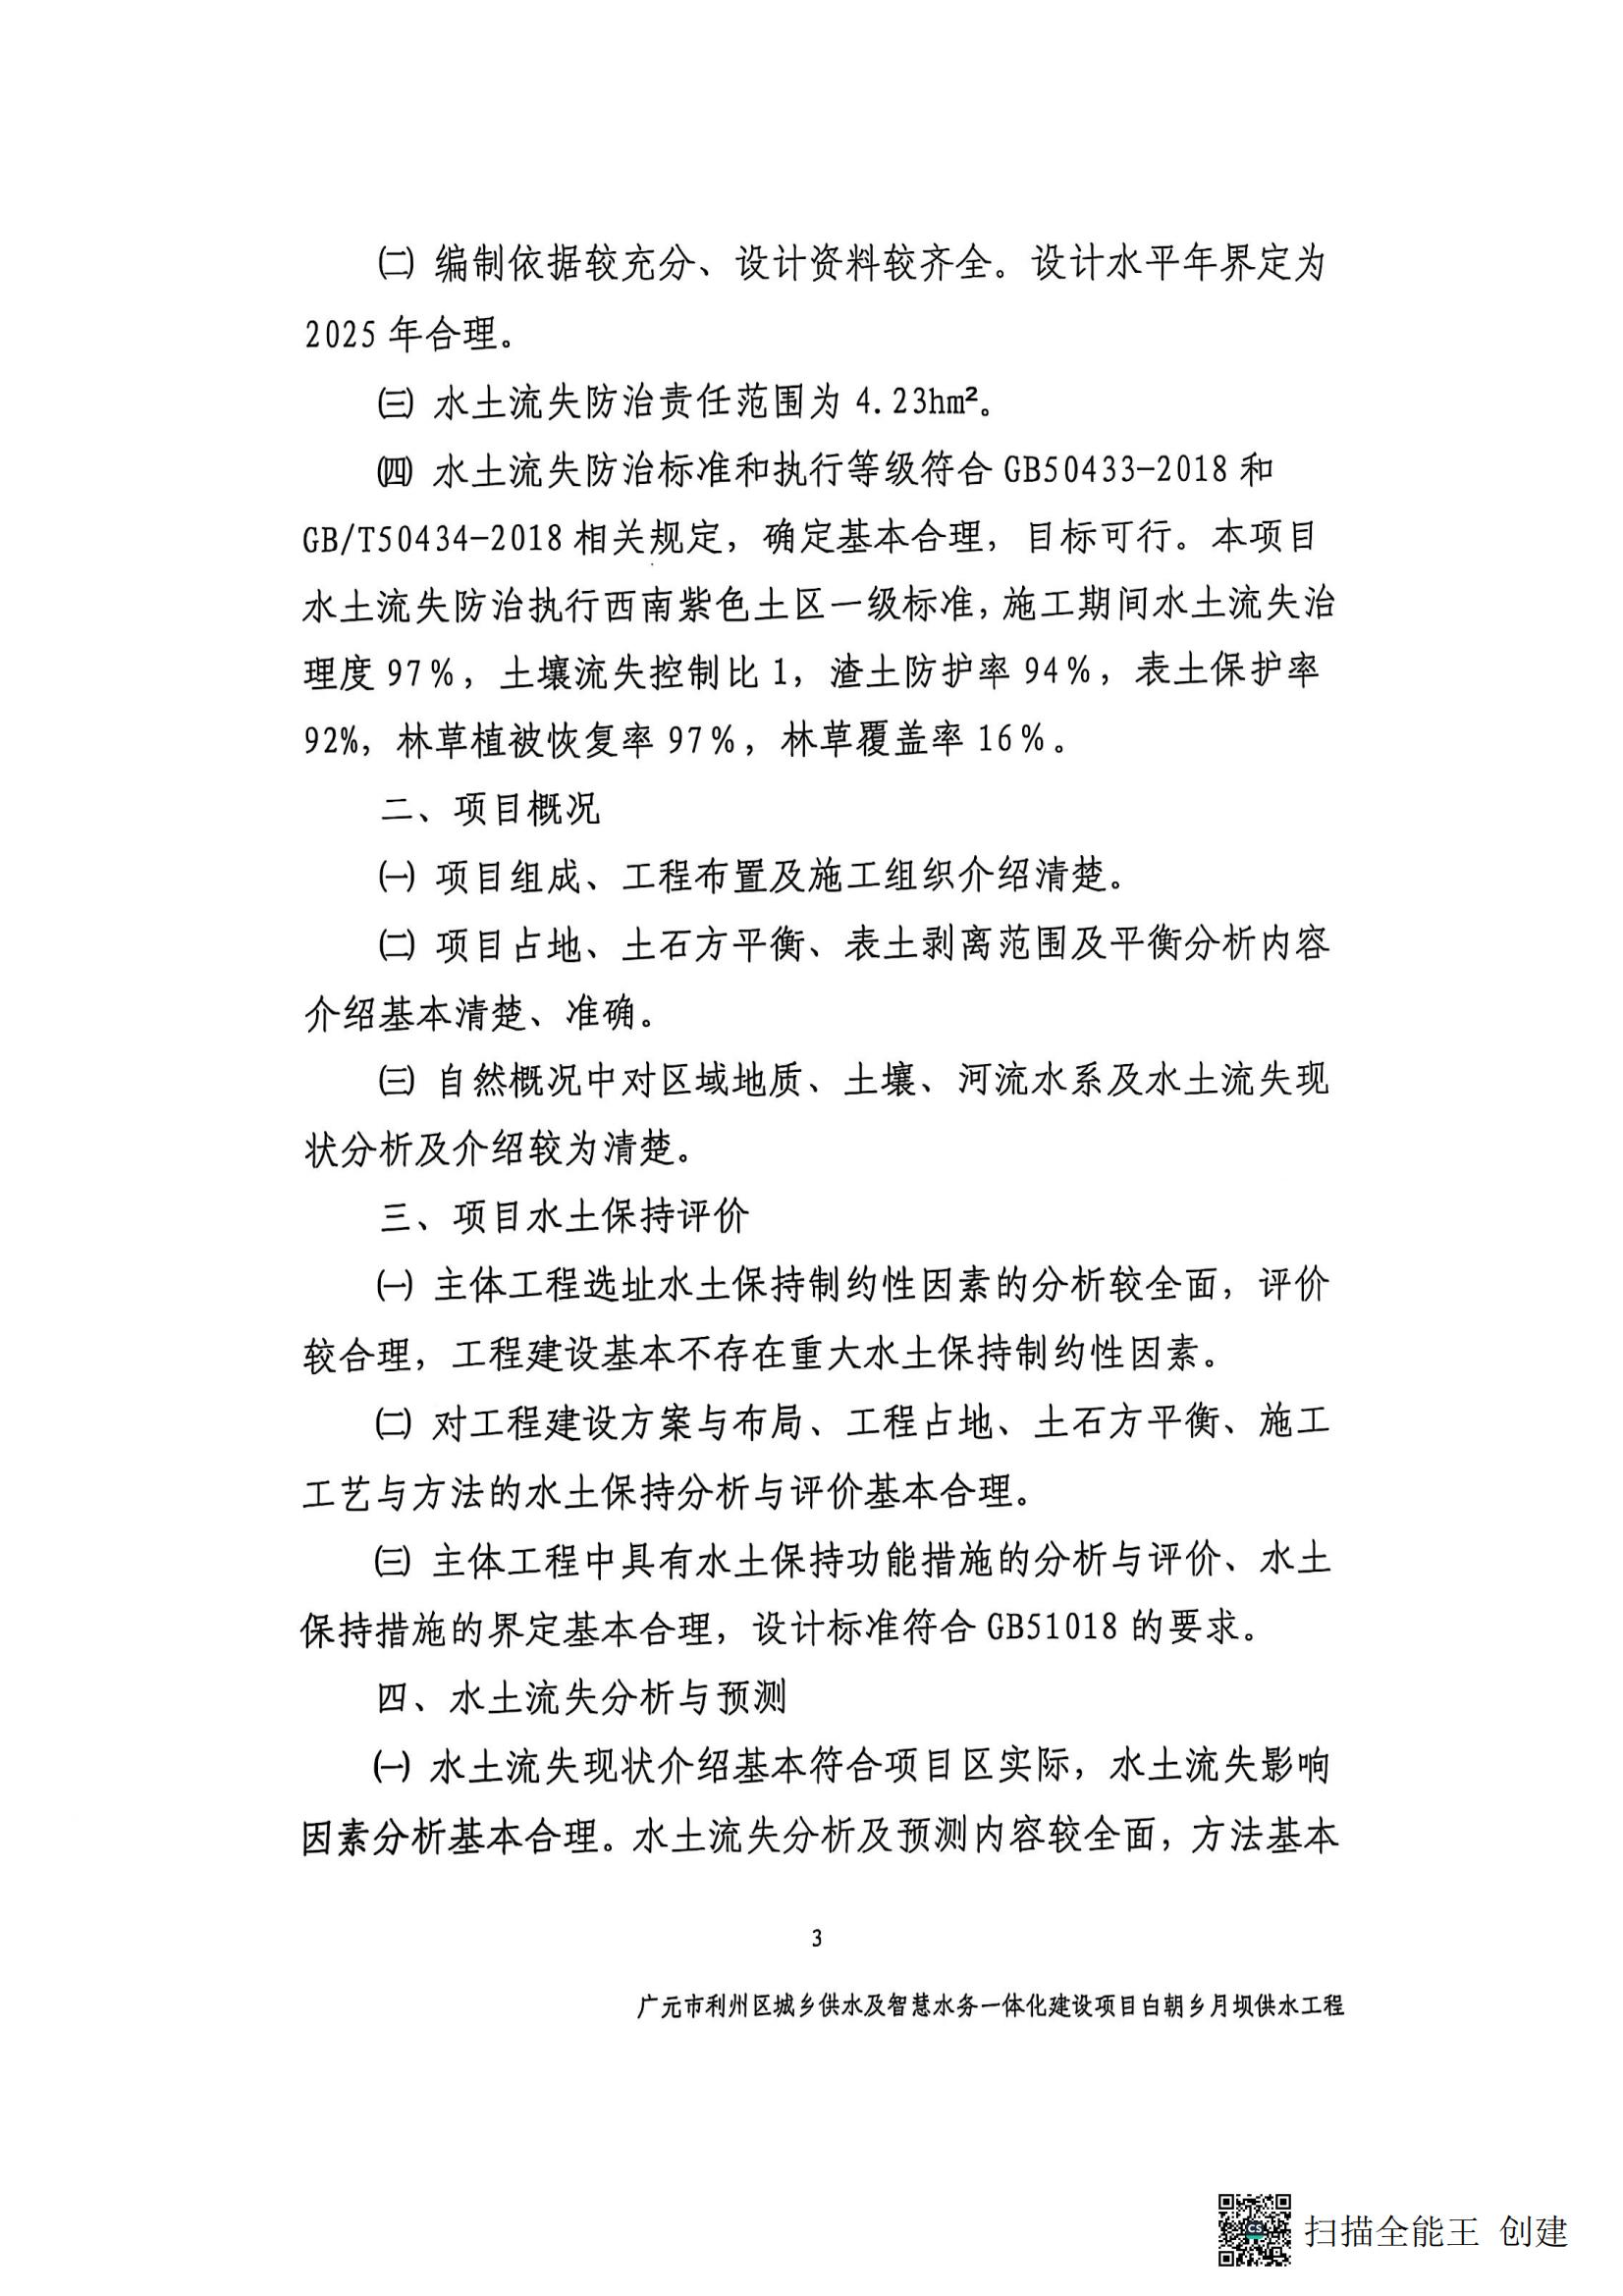 ㈡ 编制依据较充分、设计资料较齐全。设计水平年界定为
2025 年合理。
㈢ 水土流失防治责任范围为 4.23hm²。
㈣ 水土流失防治标准和执行等级符合 GB50433-2018 和
GB/T50434-2018 相关规定，确定基本合理，目标可行。本项目
水土流失防治执行西南紫色土区一级标准，施工期间水土流失治
理度 97%，土壤流失控制比 1，渣土防护率 94%，表土保护率
92%，林草植被恢复率 97%，林草覆盖率 16%。
二、项目概况
㈠ 项目组成、工程布置及施工组织介绍清楚。
㈡ 项目占地、土石方平衡、表土剥离范围及平衡分析内容
介绍基本清楚、准确。
㈢ 自然概况中对区域地质、土壤、河流水系及水土流失现
状分析及介绍较为清楚。
三、项目水土保持评价
㈠ 主体工程选址水土保持制约性因素的分析较全面，评价
较合理，工程建设基本不存在重大水土保持制约性因素。
㈡ 对工程建设方案与布局、工程占地、土石方平衡、施工
工艺与方法的水土保持分析与评价基本合理。
㈢ 主体工程中具有水土保持功能措施的分析与评价、水土
保持措施的界定基本合理，设计标准符合 GB51018 的要求。
四、水土流失分析与预测
㈠ 水土流失现状介绍基本符合项目区实际，水土流失影响
因素分析基本合理。水土流失分析及预测内容较全面，方法基本
3
广元市利州区城乡供水及智慧水务一体化建设项目白朝乡月坝供水工程
CS
扫描全能王 创建